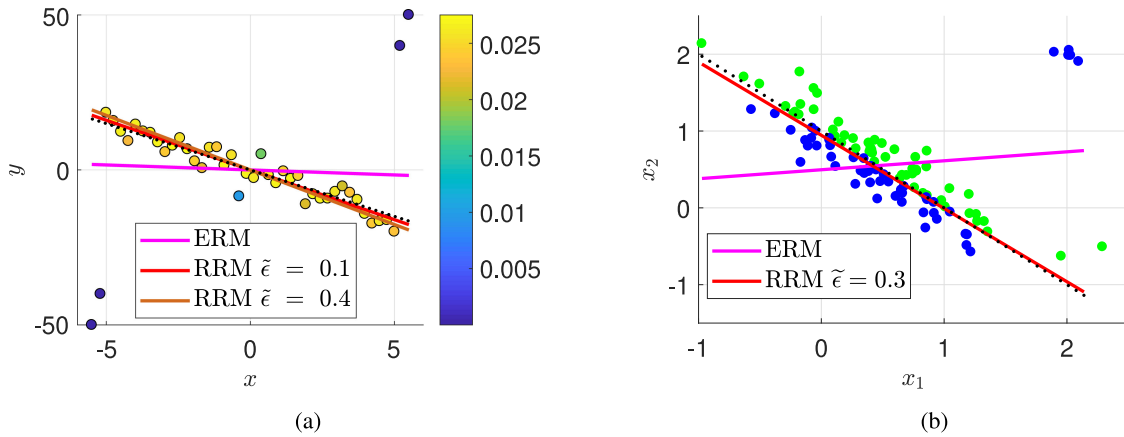 50
0
-50
y
-5
0
5
x
ERM
RRM ϵ̃ = 0.1
RRM ϵ̃ = 0.4
0.025
0.02
0.015
0.01
0.005
(a)
2
1
0
-1
x₂
-1
0
1
2
x₁
ERM
RRM ϵ̃ = 0.3
(b)